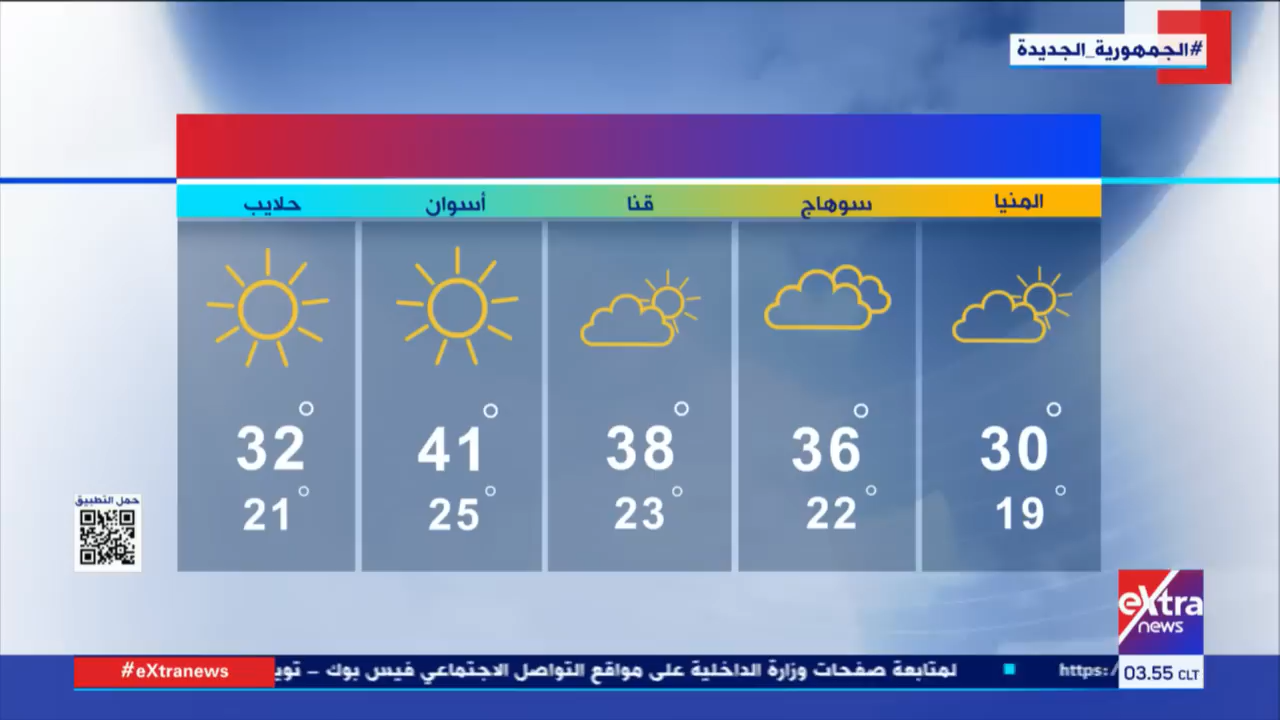 #الجمهورية_الجديدة
المنيا سوهاج قنا أسوان حلايب
30° 36° 38° 41° 32°
19° 22° 23° 25° 21°
حمل التطبيق
eXtra
news
#eXtranews
لمتابعة صفحات وزارة الداخلية على مواقع التواصل الاجتماعي فيس بوك – تويـ
https:/
03.55 CLT